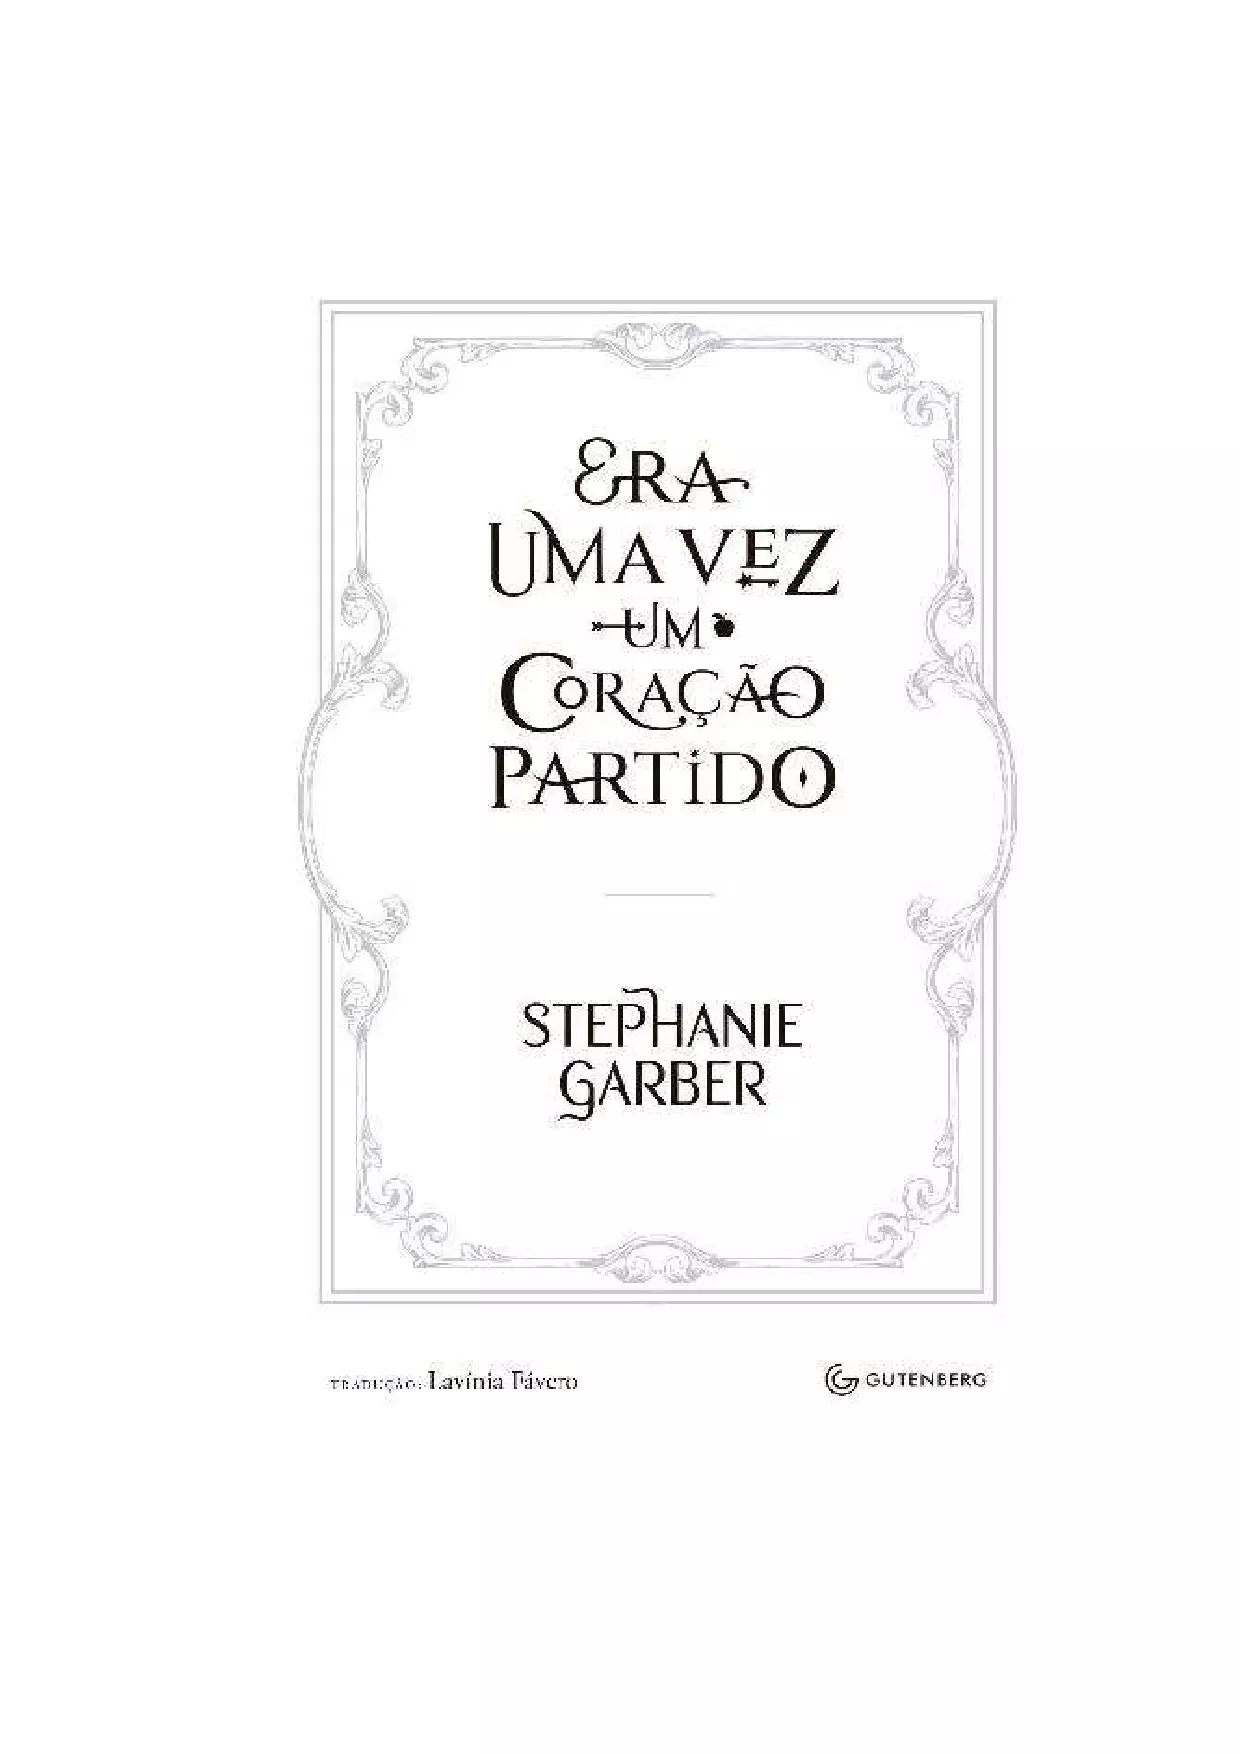 ERA
UMA VEZ
UM
CORAÇÃO
PARTIDO
STEPHANIE
GARBER
TRADUÇÃO: Lavínia Fávero
GUTENBERG